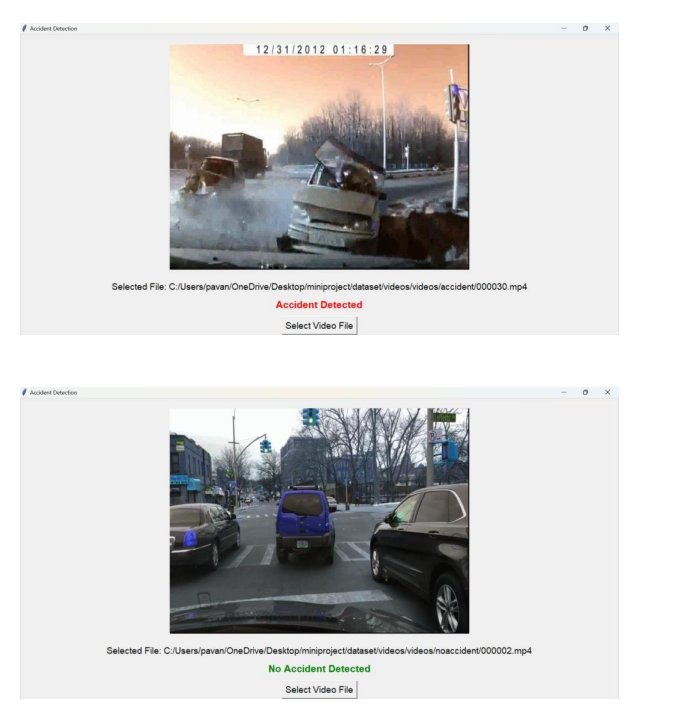 Accident Detection
12/31/2012 01:16:29
Selected File: C:/Users/pavan/OneDrive/Desktop/miniproject/dataset/videos/videos/accident/000030.mp4
Accident Detected
Select Video File
Accident Detection
Selected File: C:/Users/pavan/OneDrive/Desktop/miniproject/dataset/videos/videos/noaccident/000002.mp4
No Accident Detected
Select Video File